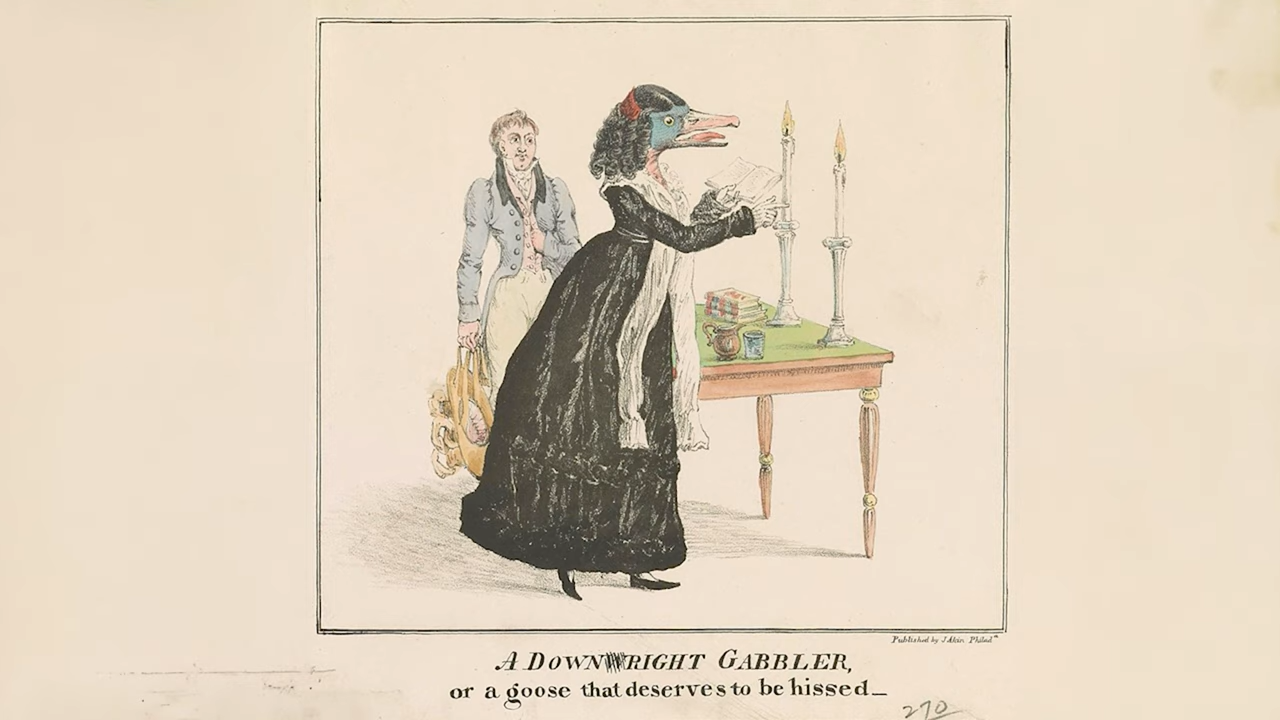 Published by J Akin Philad.ª
A DOWNRIGHT GABBLER,
or a goose that deserves to be hissed_
270